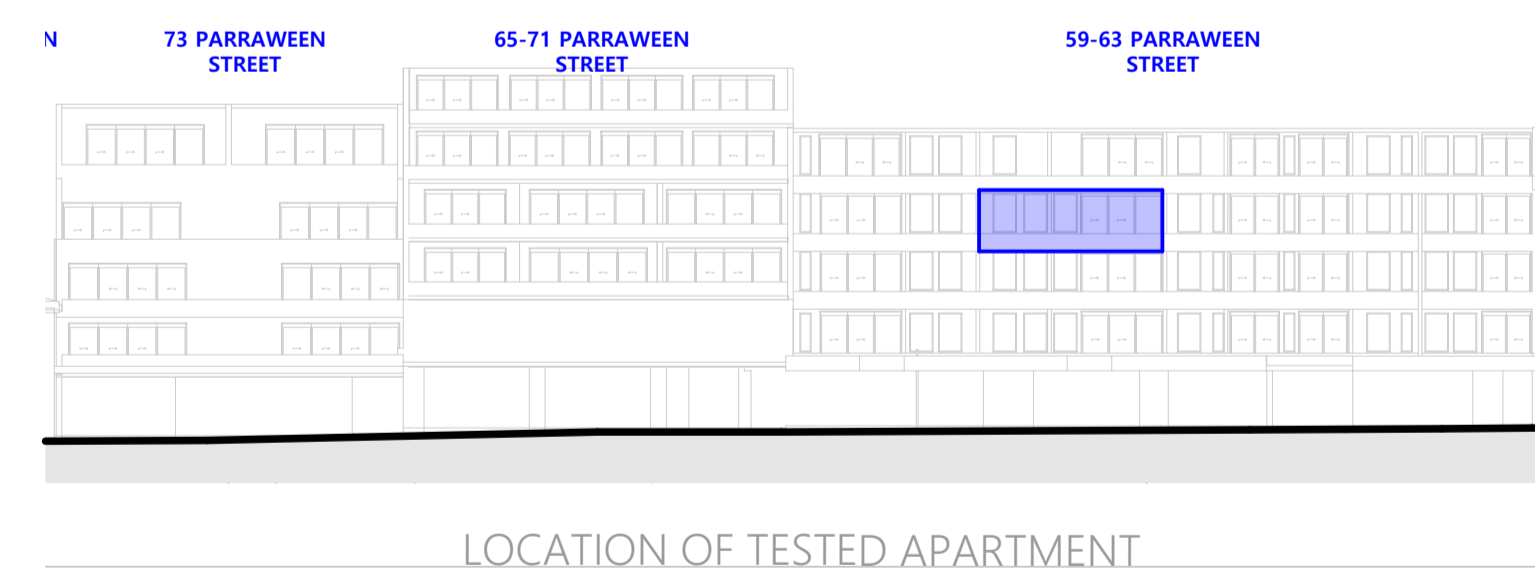 N
73 PARRAWEEN
STREET
65-71 PARRAWEEN
STREET
59-63 PARRAWEEN
STREET
LOCATION OF TESTED APARTMENT